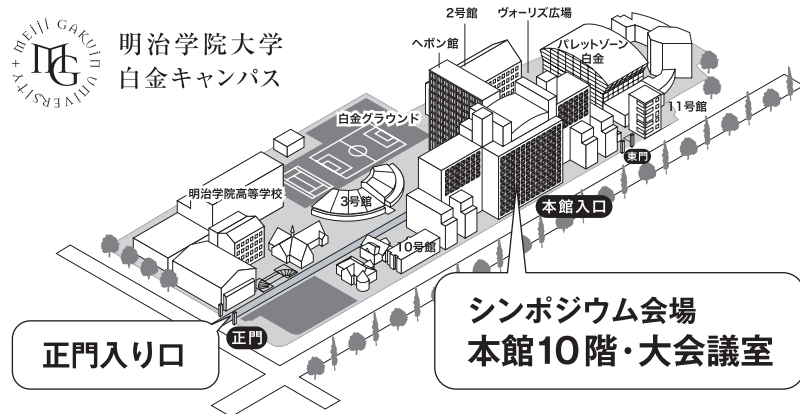 MEIJI GAKUIN UNIVERSITY
MG
明治学院大学
白金キャンパス
2号館
ヴォーリズ広場
ヘボン館
パレットゾーン
白金
白金グラウンド
11号館
東門
明治学院高等学校
3号館
本館入口
10号館
シンポジウム会場
本館10階・大会議室
正門
正門入り口